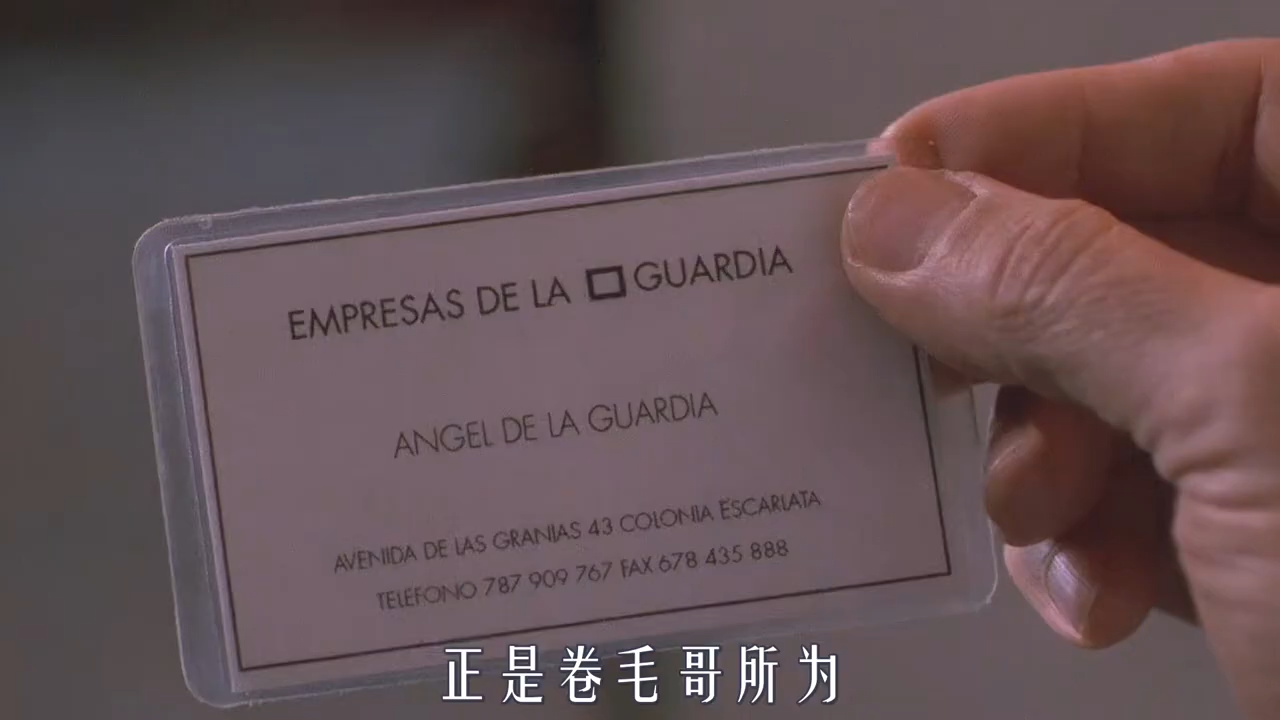 EMPRESAS DE LA GUARDIA
ANGEL DE LA GUARDIA
AVENIDA DE LAS GRANJAS 43 COLONIA ESCARLATA
TELEFONO 787 909 767 FAX 678 435 888
正是卷毛哥所为